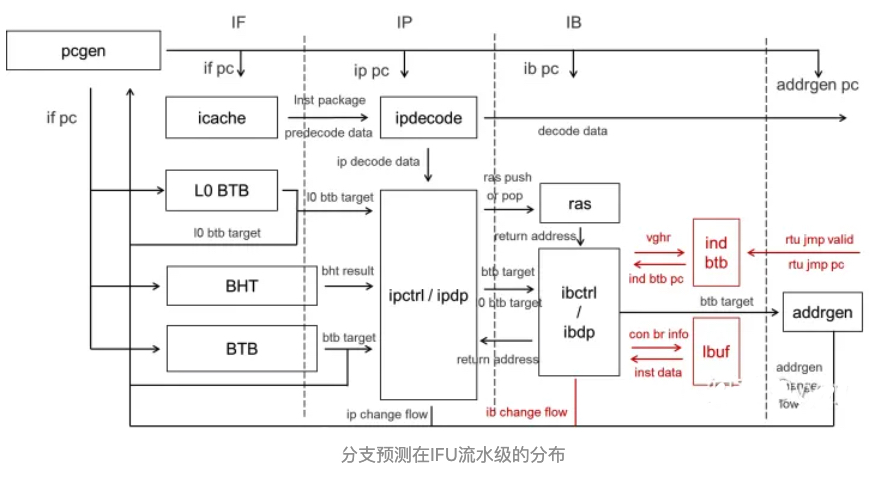 IF
IP
IB
pcgen
if pc
ip pc
ib pc
addrgen pc
if pc
icache
Inst package
predecode data
ipdecode
decode data
ip decode data
L0 BTB
l0 btb target
l0 btb target
ras push
or pop
ras
return address
vghr
ind btb pc
ind
btb
rtu jmp valid
rtu jmp pc
BHT
bht result
ipctrl / ipdp
btb target
0 btb target
ibctrl
/
ibdp
btb target
addrgen
BTB
btb target
return address
con br info
inst data
lbuf
addrgen
flow
ip change flow
ib change flow
分支预测在IFU流水级的分布